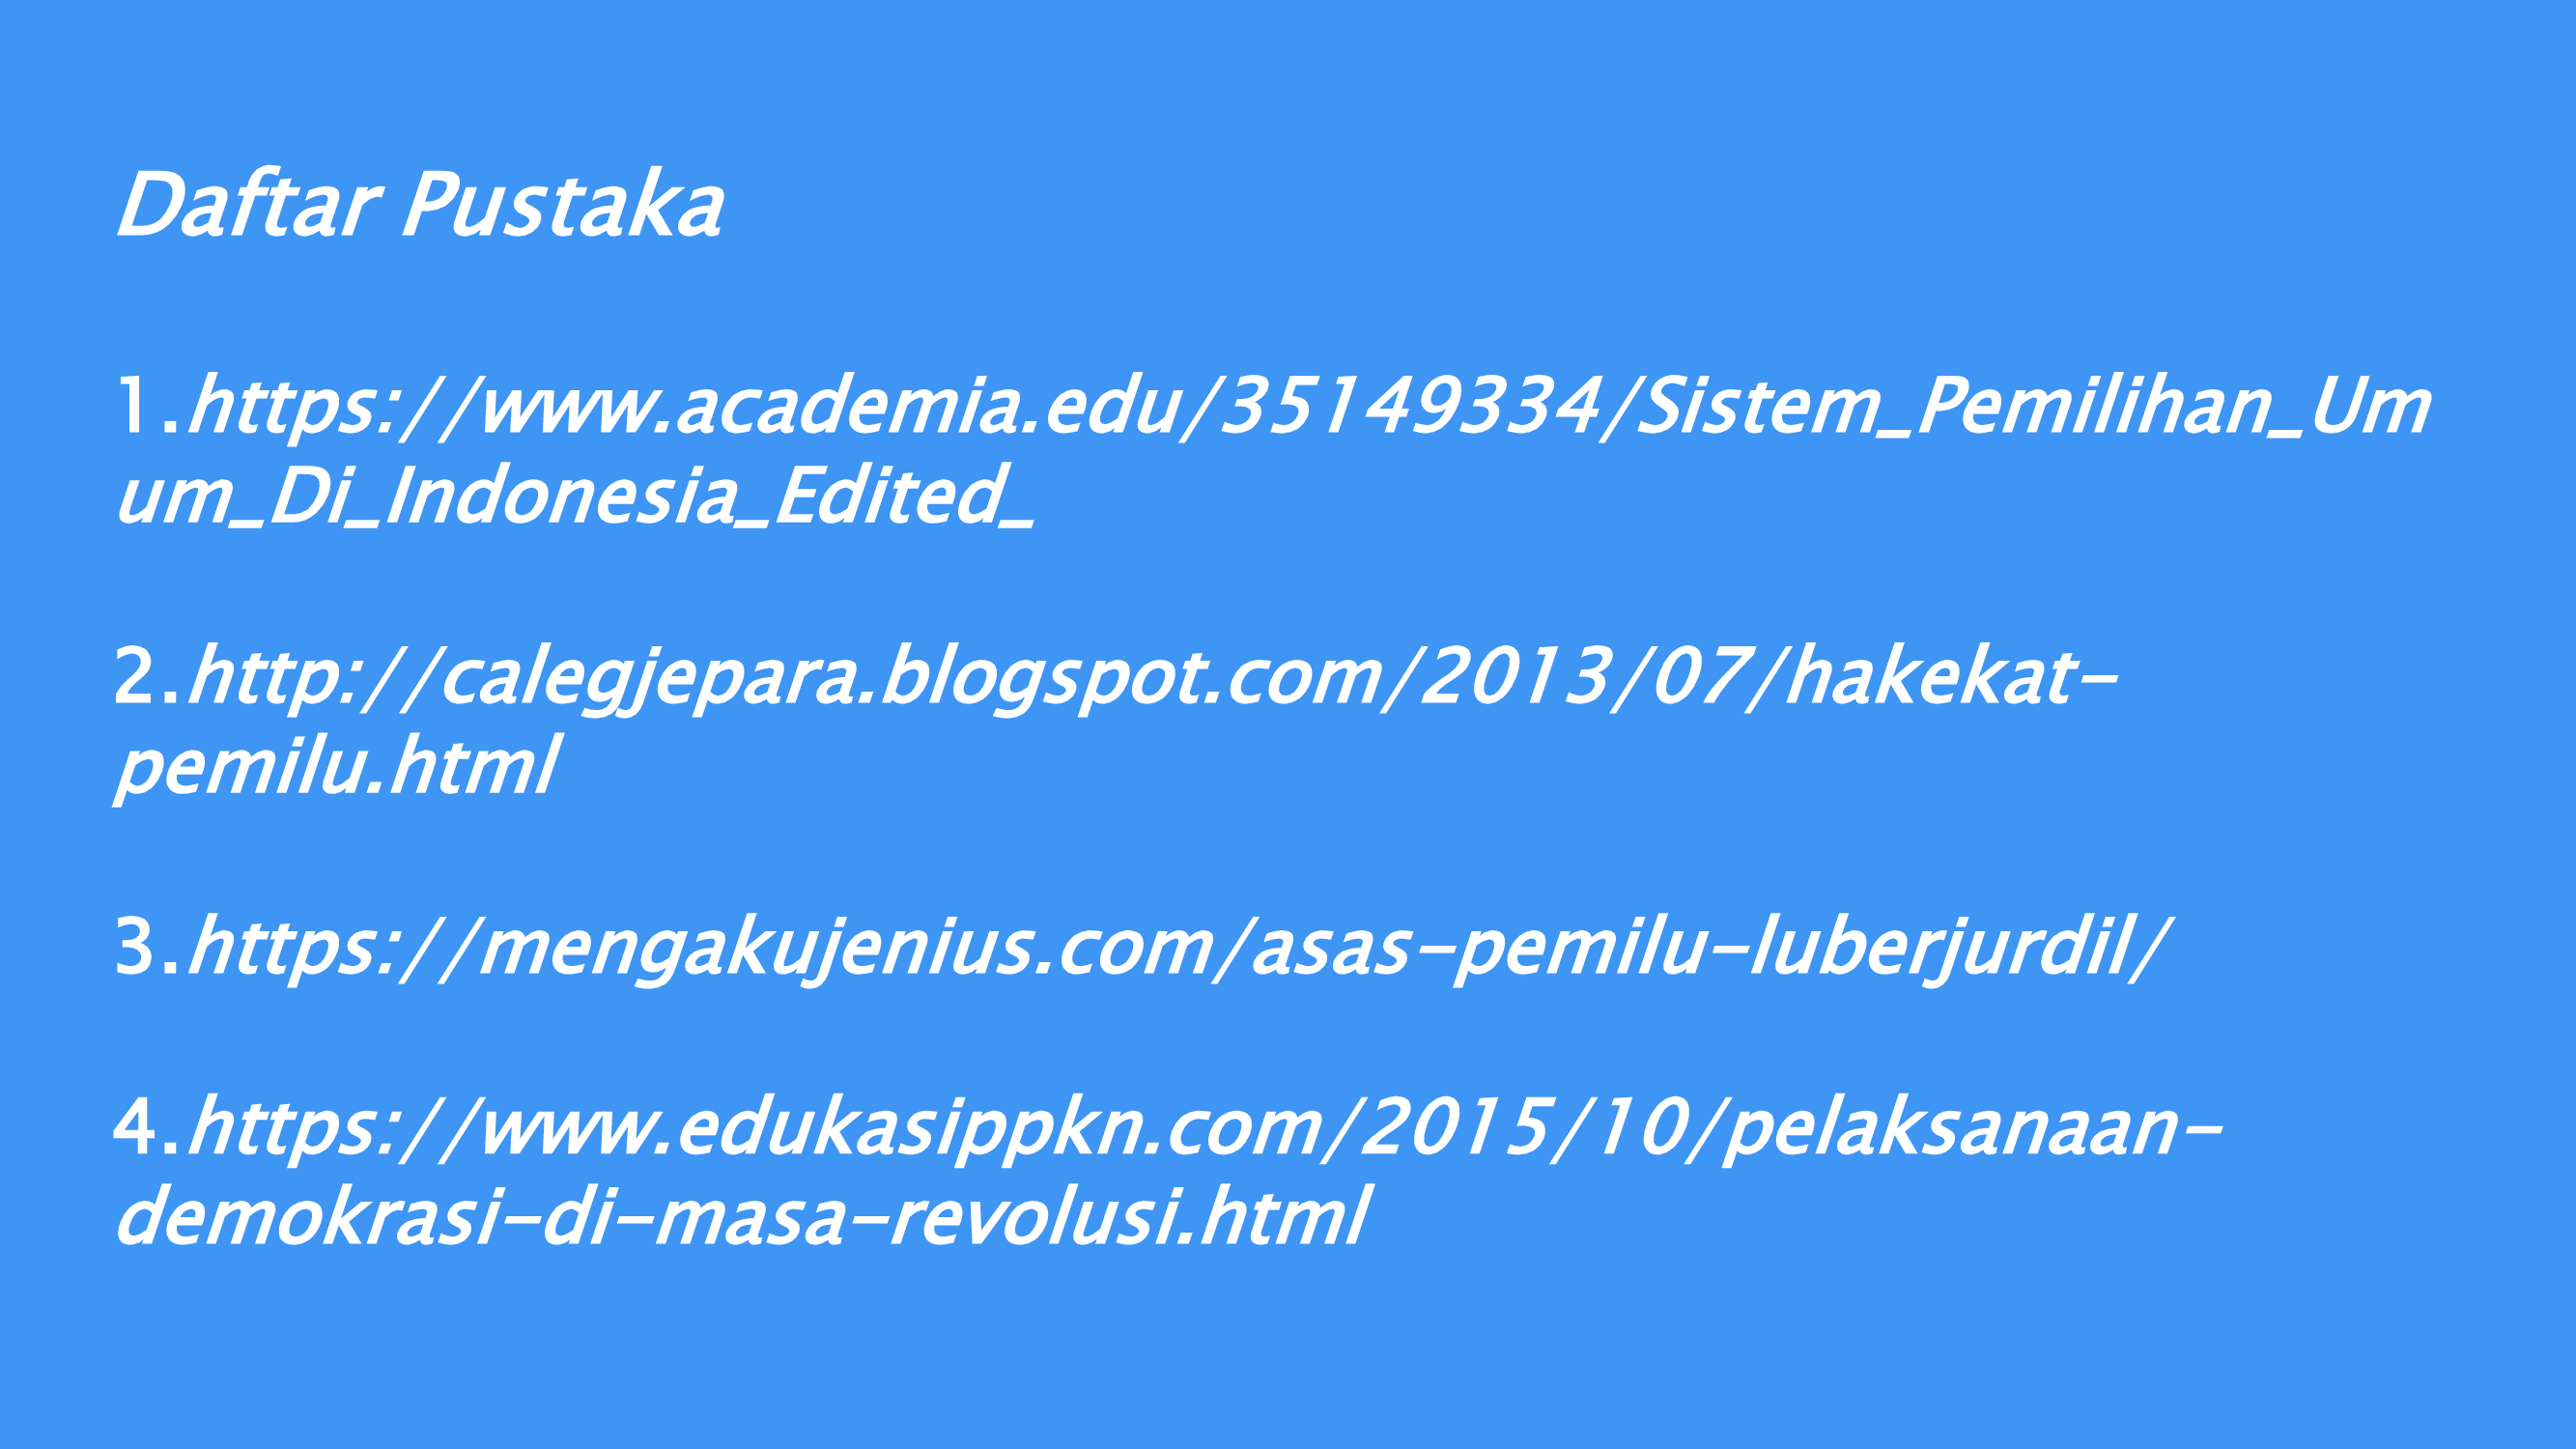 Daftar Pustaka
1.https://www.academia.edu/35149334/Sistem_Pemilihan_Um
um_Di_Indonesia_Edited_
2.http://calegjepara.blogspot.com/2013/07/hakekat-
pemilu.html
3.https://mengakujenius.com/asas-pemilu-luberjurdil/
4.https://www.edukasippkn.com/2015/10/pelaksanaan-
demokrasi-di-masa-revolusi.html